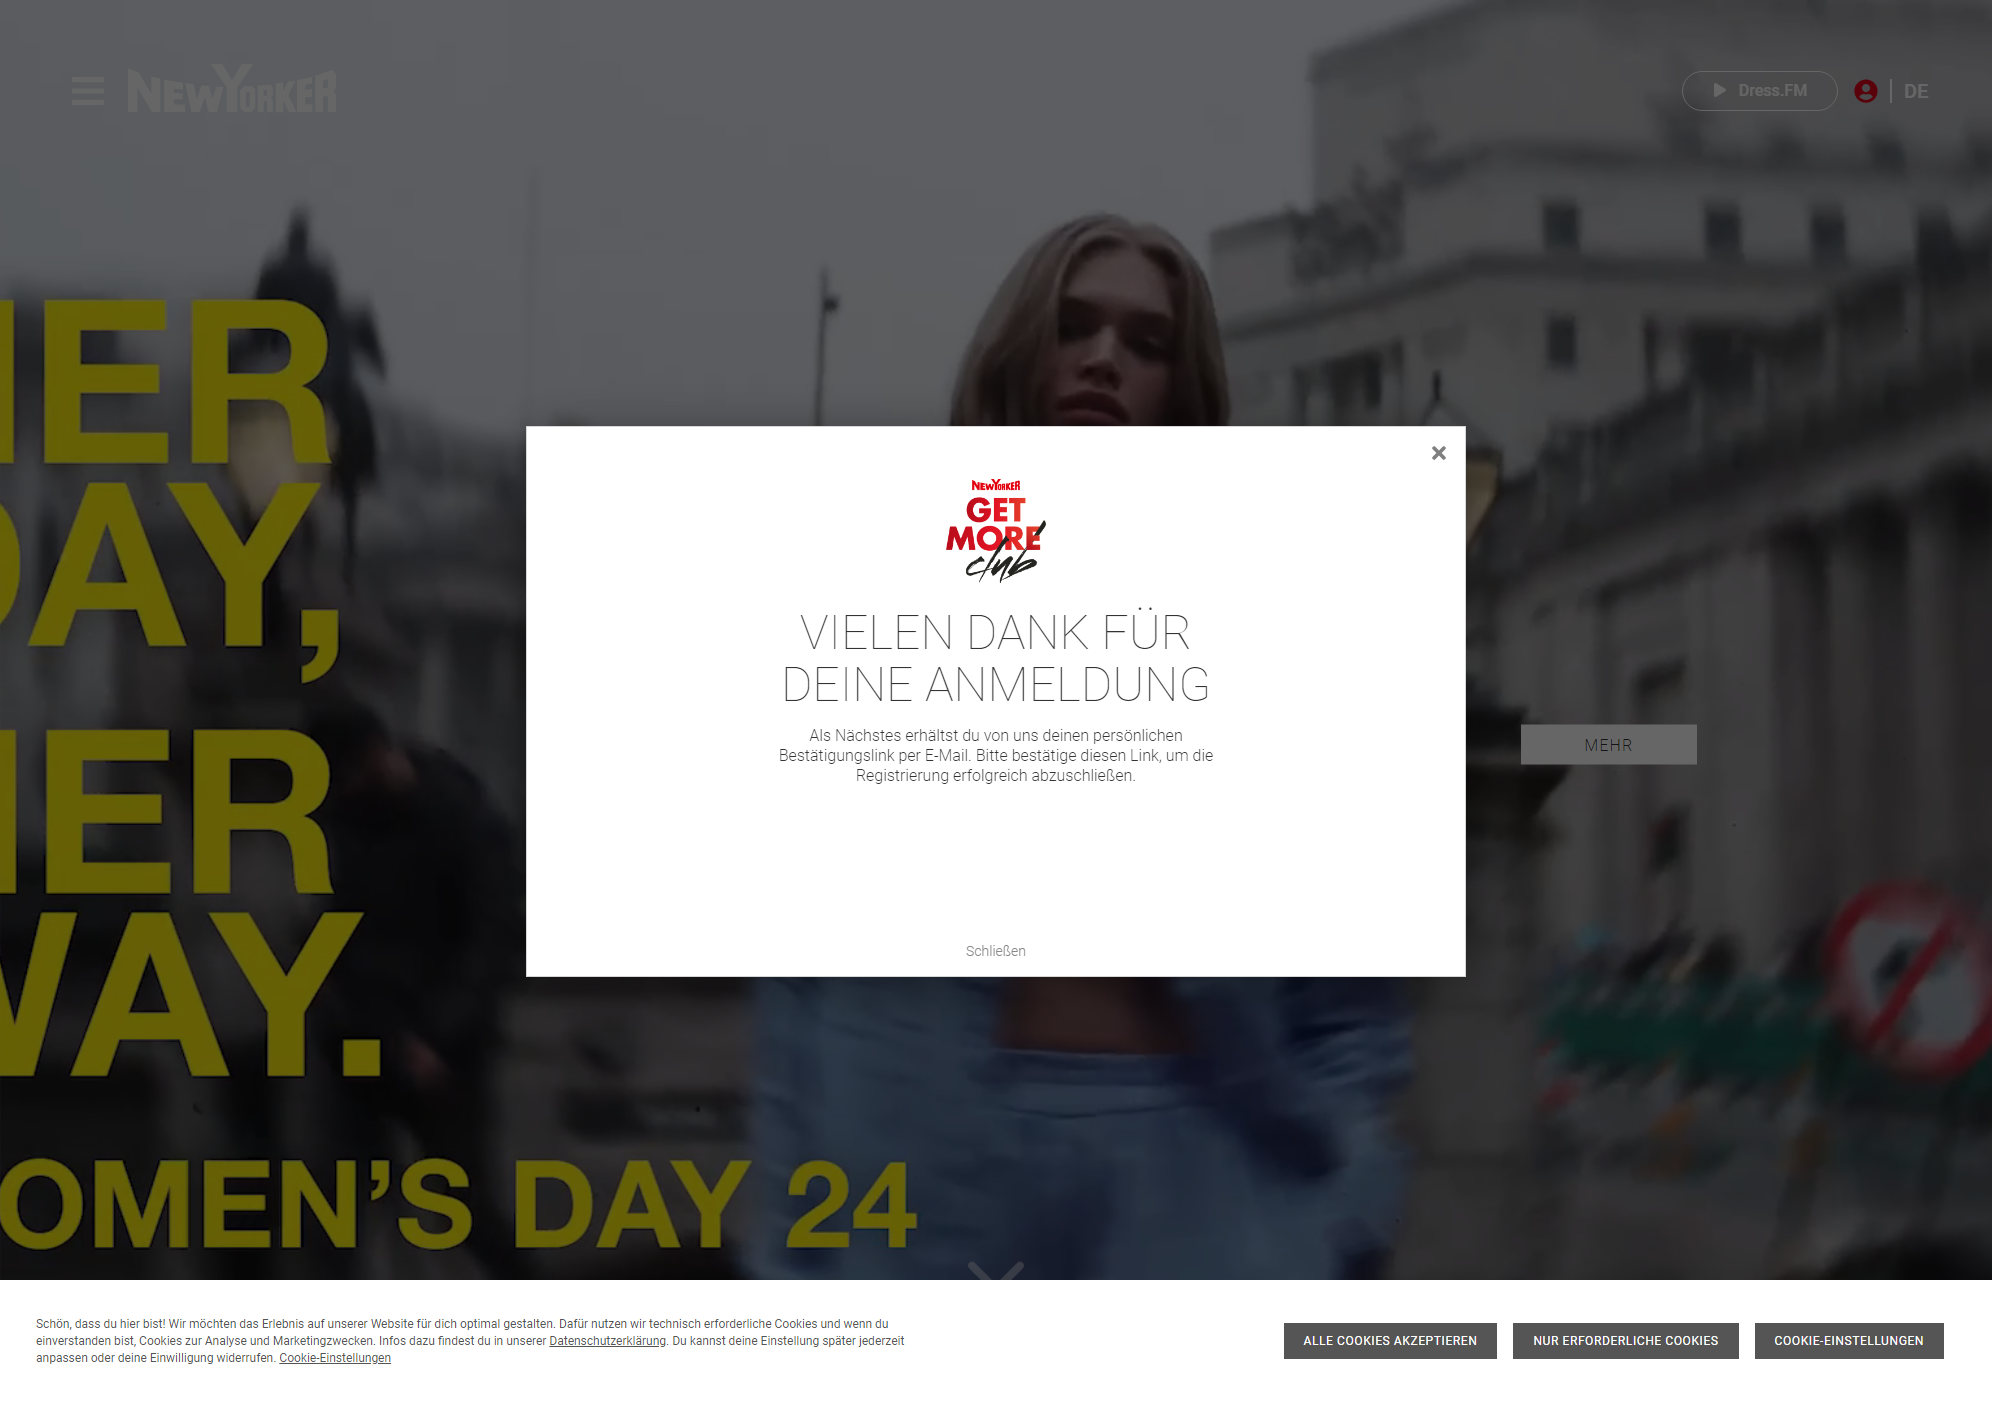 NEWYORKER
Dress.FM
DE
HER
DAY,
HER
WAY.
WOMEN'S DAY 24
NEWYORKER
GET
MORE
club
VIELEN DANK FÜR
DEINE ANMELDUNG
Als Nächstes erhältst du von uns deinen persönlichen
Bestätigungslink per E-Mail. Bitte bestätige diesen Link, um die
Registrierung erfolgreich abzuschließen.
Schließen
MEHR
Schön, dass du hier bist! Wir möchten das Erlebnis auf unserer Website für dich optimal gestalten. Dafür nutzen wir technisch erforderliche Cookies und wenn du
einverstanden bist, Cookies zur Analyse und Marketingzwecken. Infos dazu findest du in unserer Datenschutzerklärung. Du kannst deine Einstellung später jederzeit
anpassen oder deine Einwilligung widerrufen. Cookie-Einstellungen
ALLE COOKIES AKZEPTIEREN
NUR ERFORDERLICHE COOKIES
COOKIE-EINSTELLUNGEN